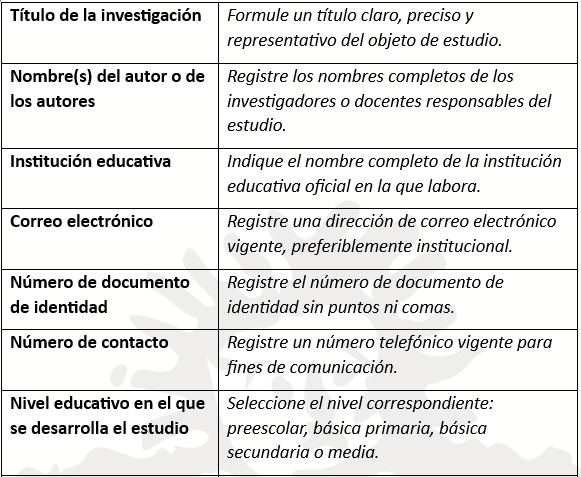 Título de la investigación
Formule un título claro, preciso y
representativo del objeto de estudio.
Nombre(s) del autor o de
los autores
Registre los nombres completos de los
investigadores o docentes responsables del
estudio.
Institución educativa
Indique el nombre completo de la institución
educativa oficial en la que labora.
Correo electrónico
Registre una dirección de correo electrónico
vigente, preferiblemente institucional.
Número de documento
de identidad
Registre el número de documento de
identidad sin puntos ni comas.
Número de contacto
Registre un número telefónico vigente para
fines de comunicación.
Nivel educativo en el que
se desarrolla el estudio
Seleccione el nivel correspondiente:
preescolar, básica primaria, básica
secundaria o media.